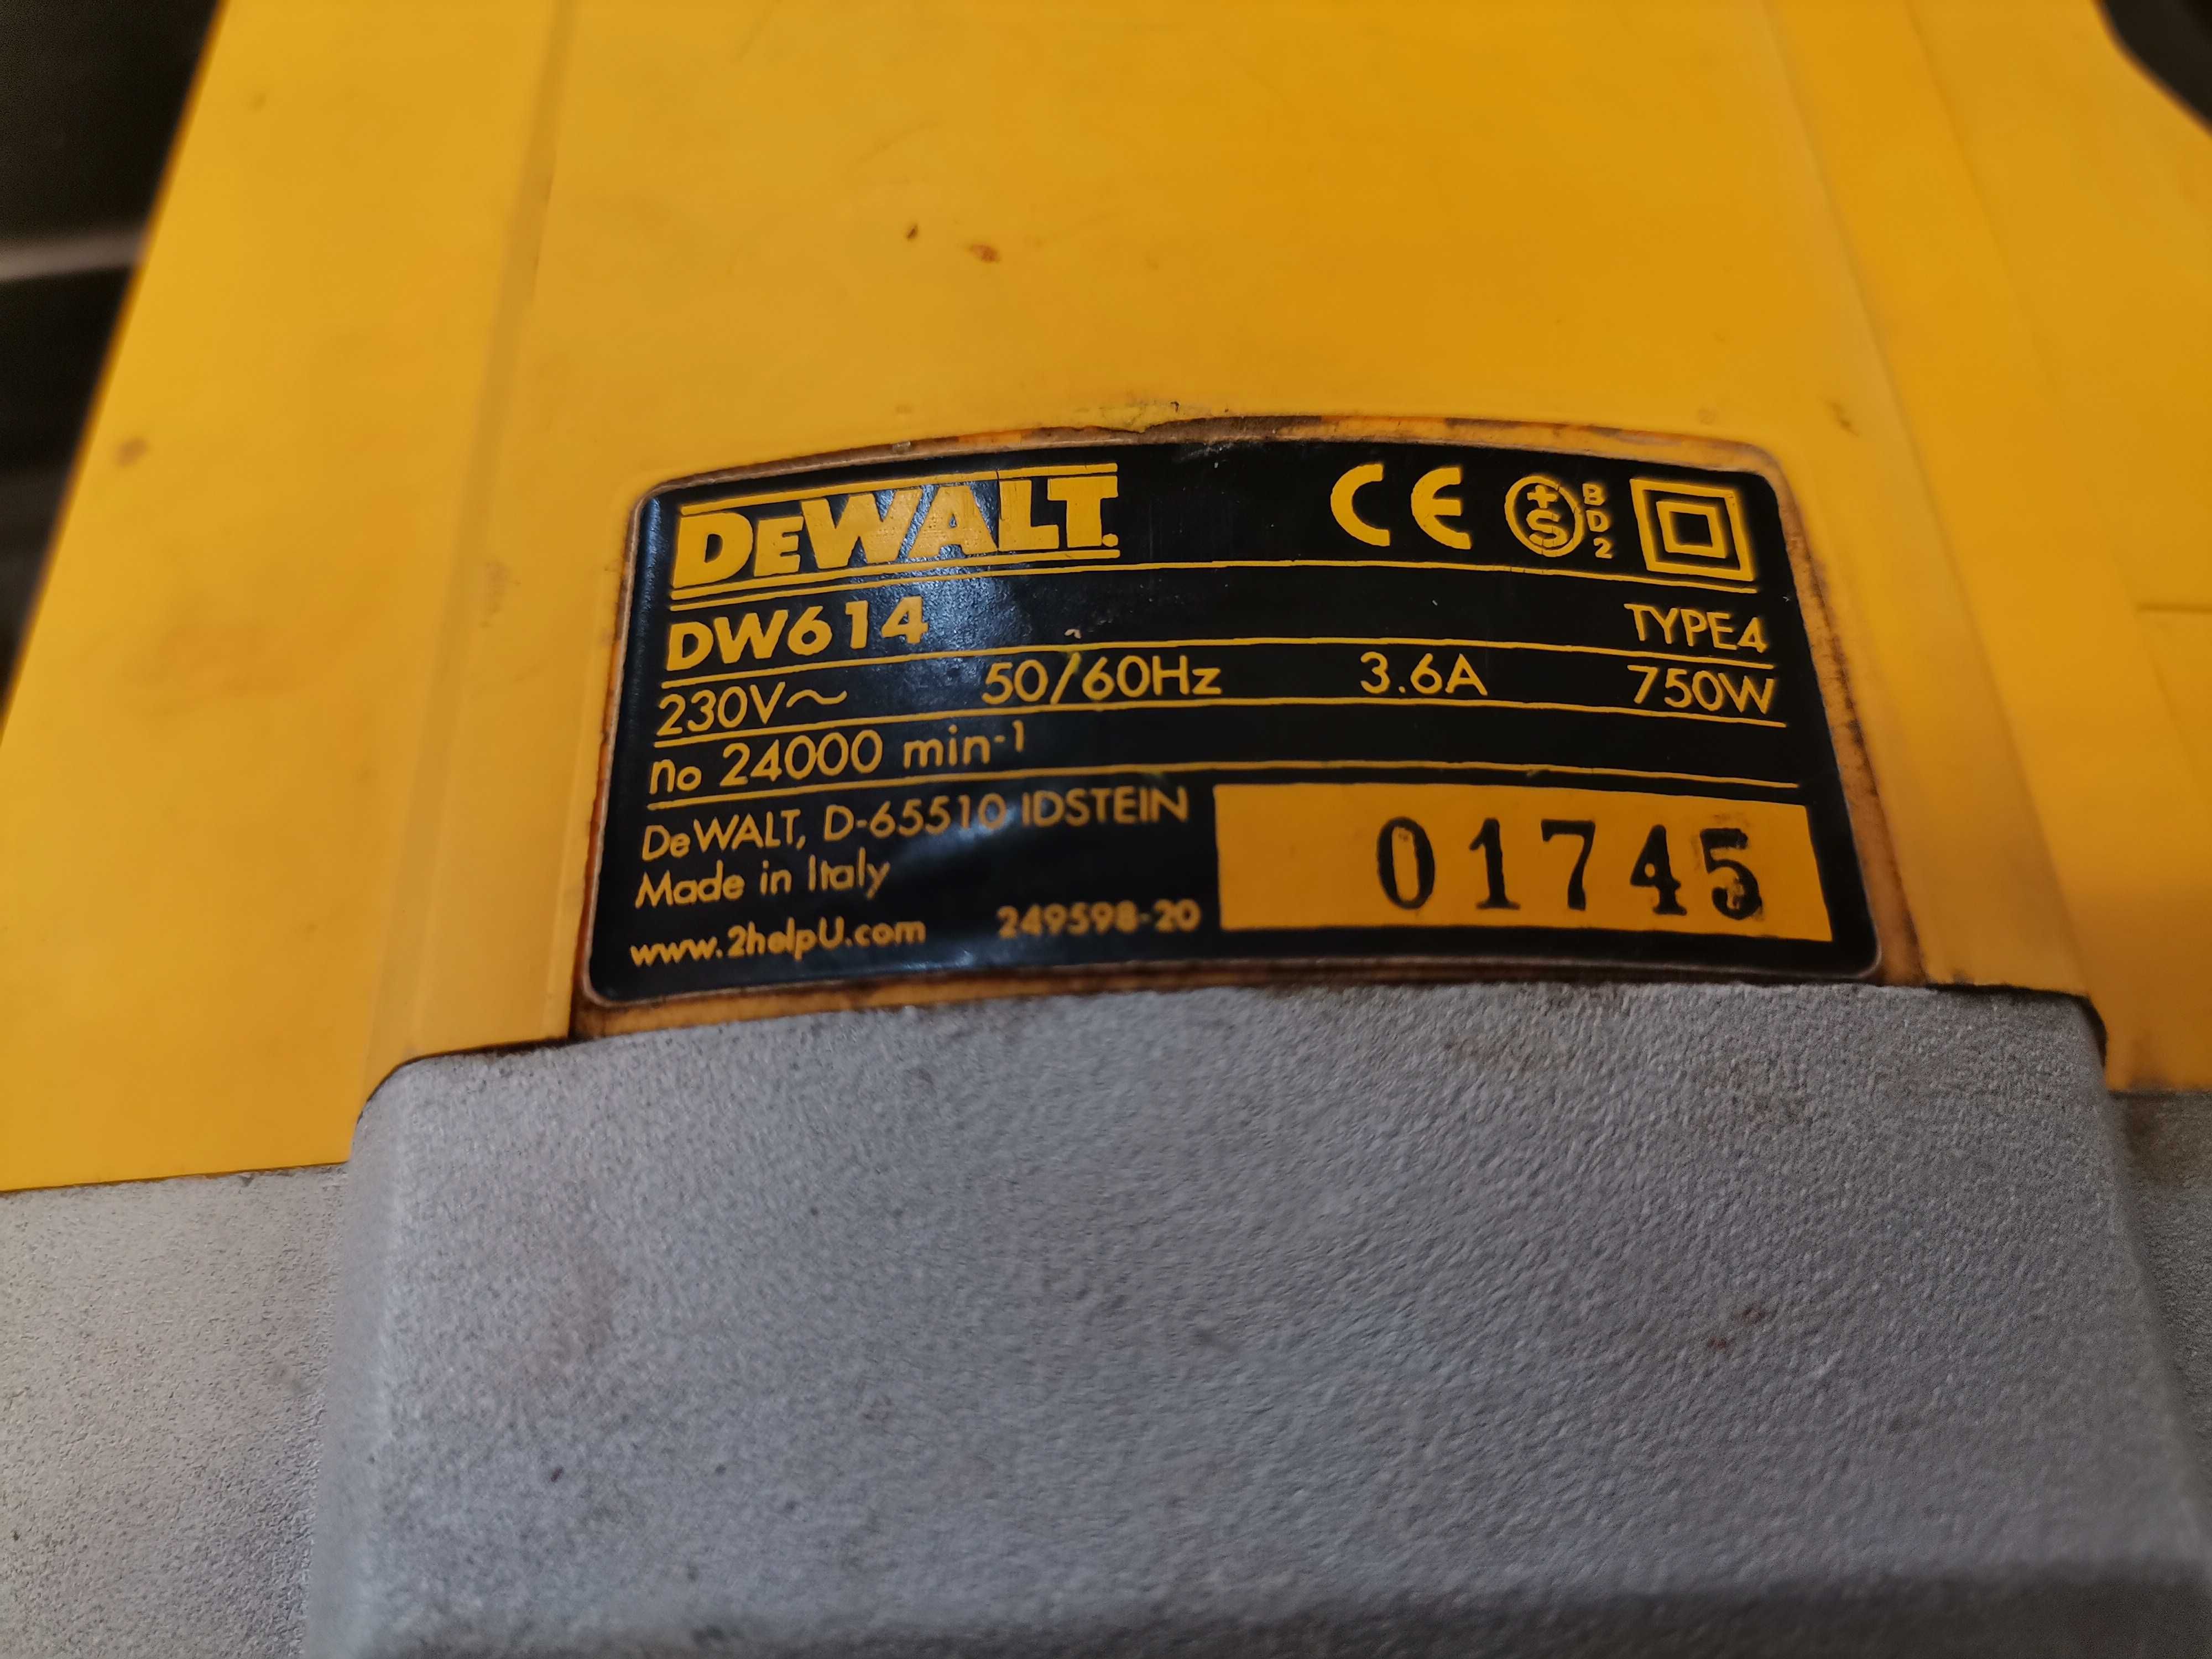 DEWALT. CE +S BD2
DW614 TYPE4
230V~ 50/60Hz 3.6A 750W
no 24000 min-1
DeWALT, D-65510 IDSTEIN
Made in Italy
www.2helpU.com 249598-20
01745